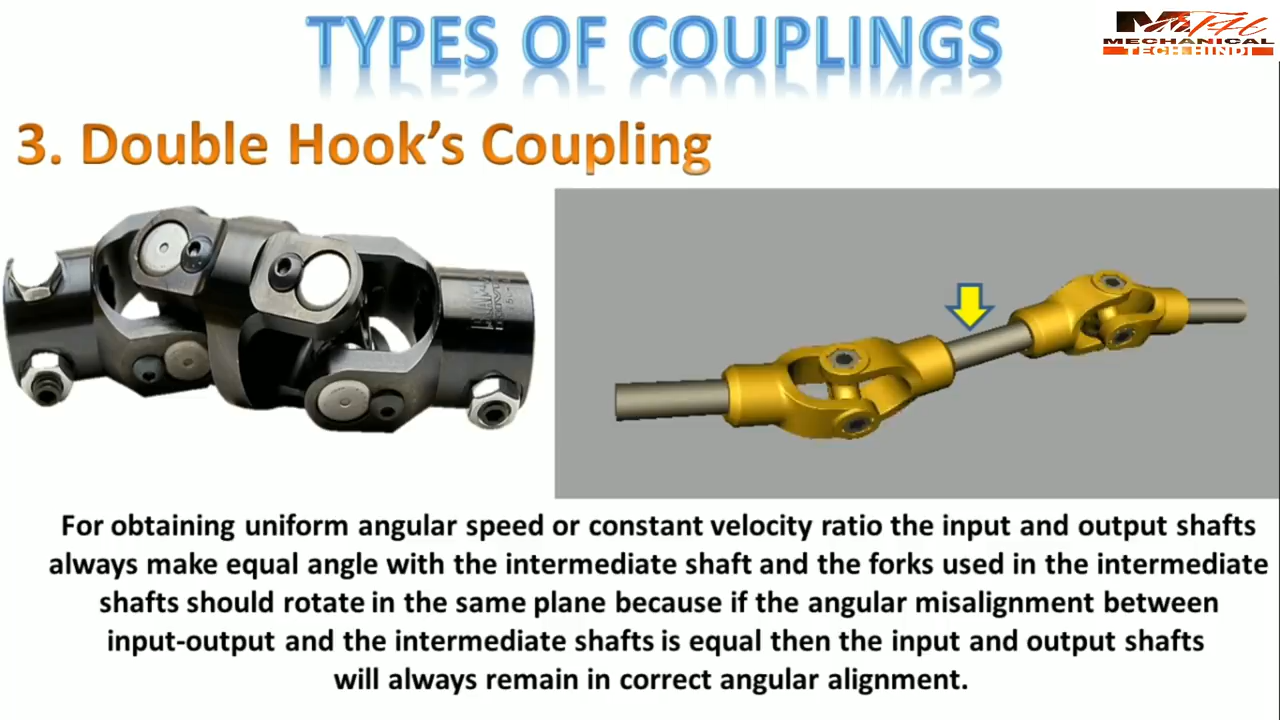 TYPES OF COUPLINGS
MECHANICAL
TECH HINDI
3. Double Hook's Coupling
For obtaining uniform angular speed or constant velocity ratio the input and output shafts
always make equal angle with the intermediate shaft and the forks used in the intermediate
shafts should rotate in the same plane because if the angular misalignment between
input-output and the intermediate shafts is equal then the input and output shafts
will always remain in correct angular alignment.